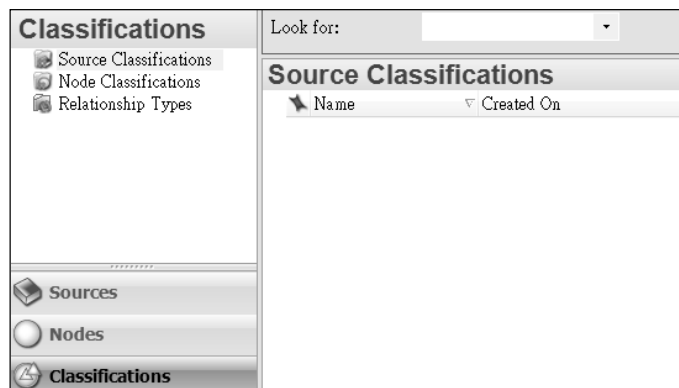 Classifications
Source Classifications
Node Classifications
Relationship Types
Sources
Nodes
Classifications
Look for:
Source Classifications
Name Created On